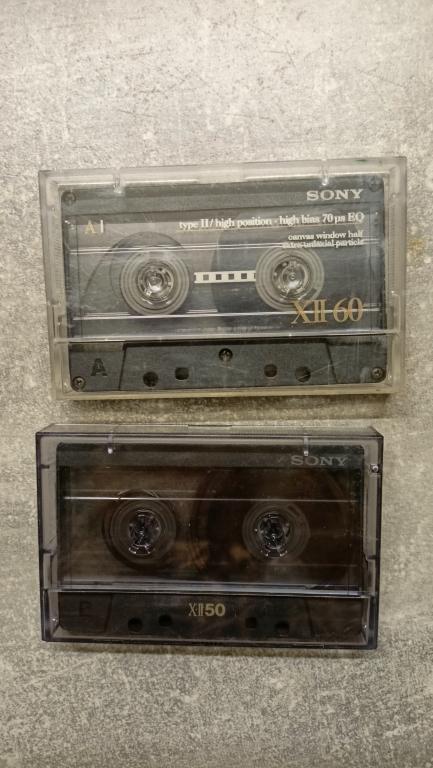 SONY
A
type II / high position · high bias 70 µs EQ
canvas window half
extra uniaxial particle
XII 60
A
SONY
X-II 50